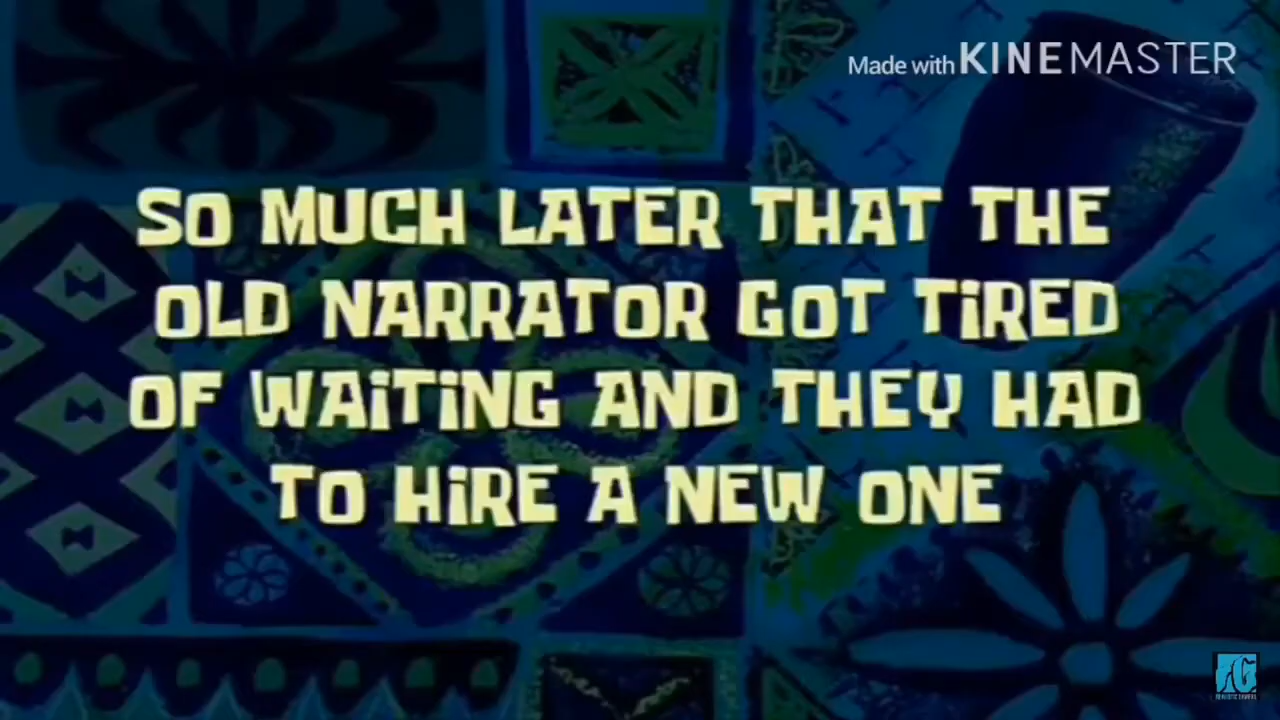 Made with KINEMASTER
SO MUCH LATER THAT THE
OLD NARRATOR GOT TiRED
OF WAiTiNG AND THEY HAD
TO HiRE A NEW ONE